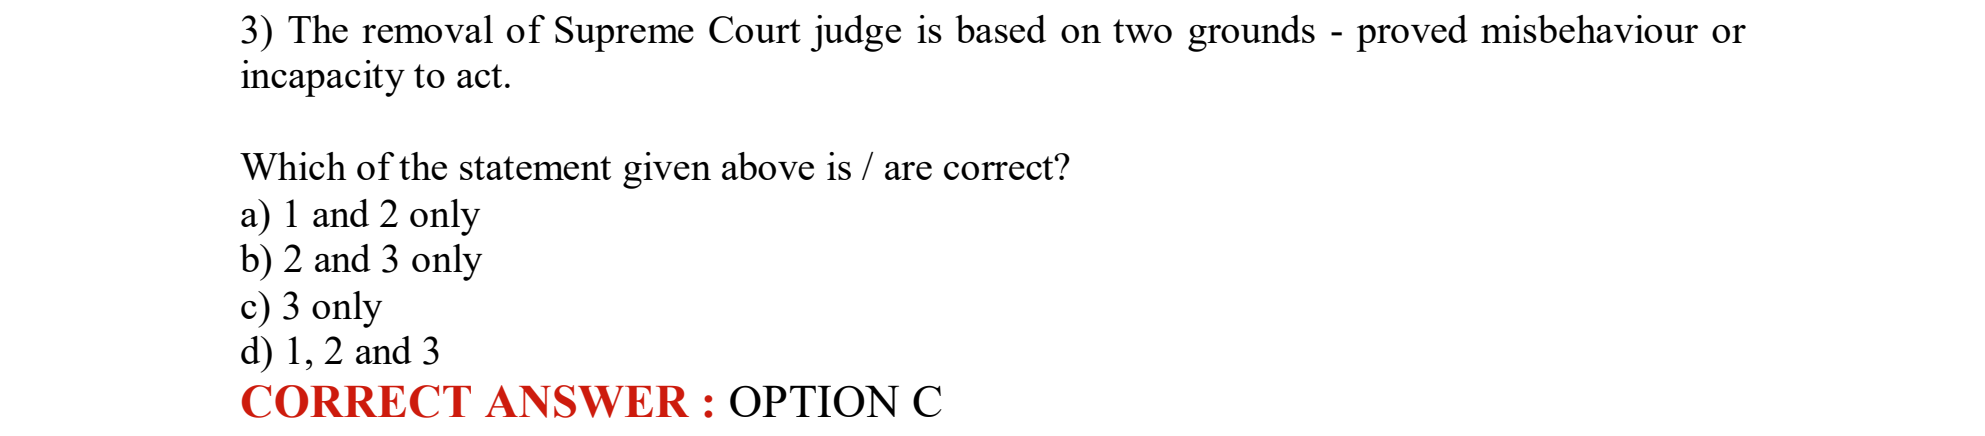 3) The removal of Supreme Court judge is based on two grounds - proved misbehaviour or
incapacity to act.
Which of the statement given above is / are correct?
a) 1 and 2 only
b) 2 and 3 only
c) 3 only
d) 1, 2 and 3
CORRECT ANSWER : OPTION C